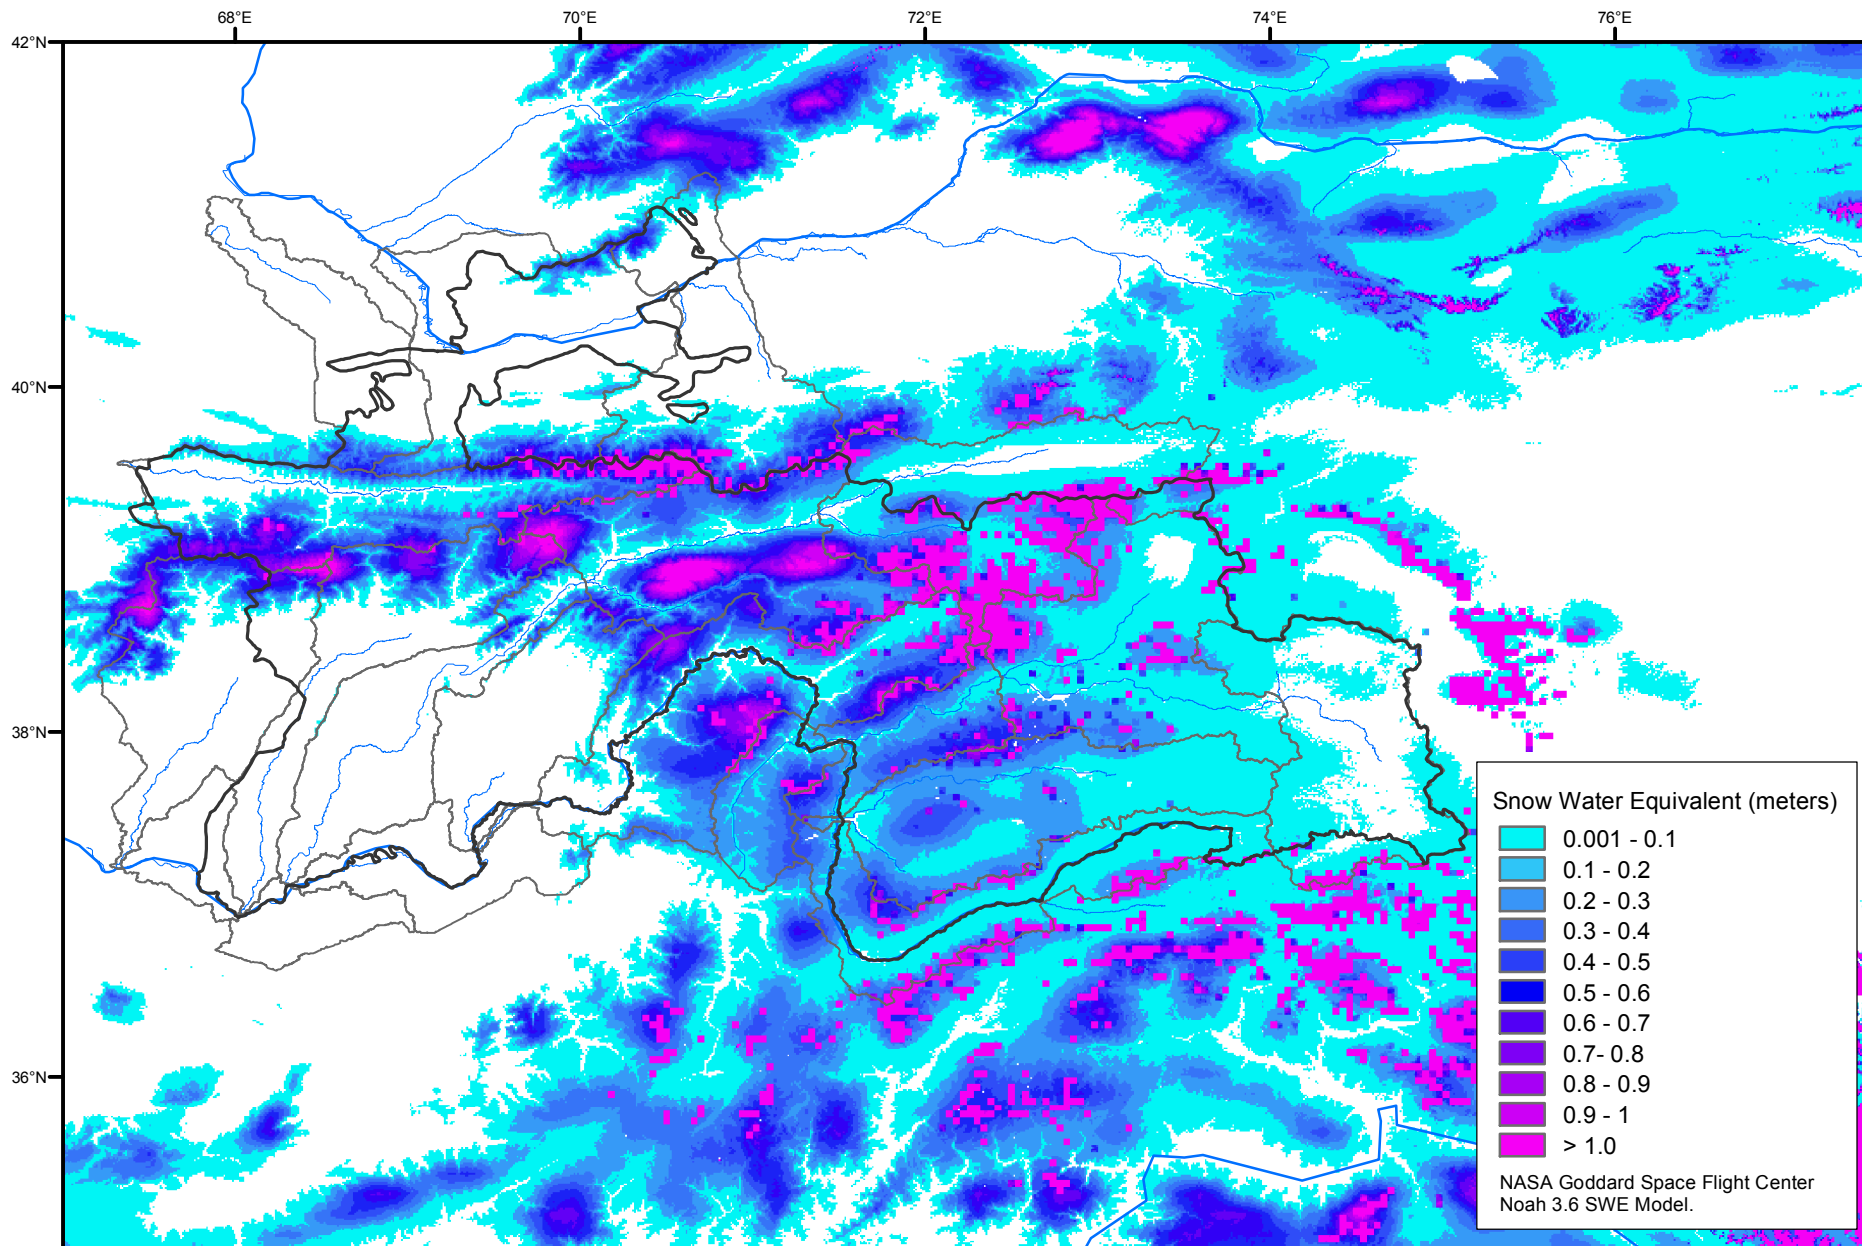 68°E
70°E
72°E
74°E
76°E
42°N
40°N
38°N
36°N
Snow Water Equivalent (meters)
0.001 - 0.1
0.1 - 0.2
0.2 - 0.3
0.3 - 0.4
0.4 - 0.5
0.5 - 0.6
0.6 - 0.7
0.7- 0.8
0.8 - 0.9
0.9 - 1
> 1.0
NASA Goddard Space Flight Center
Noah 3.6 SWE Model.